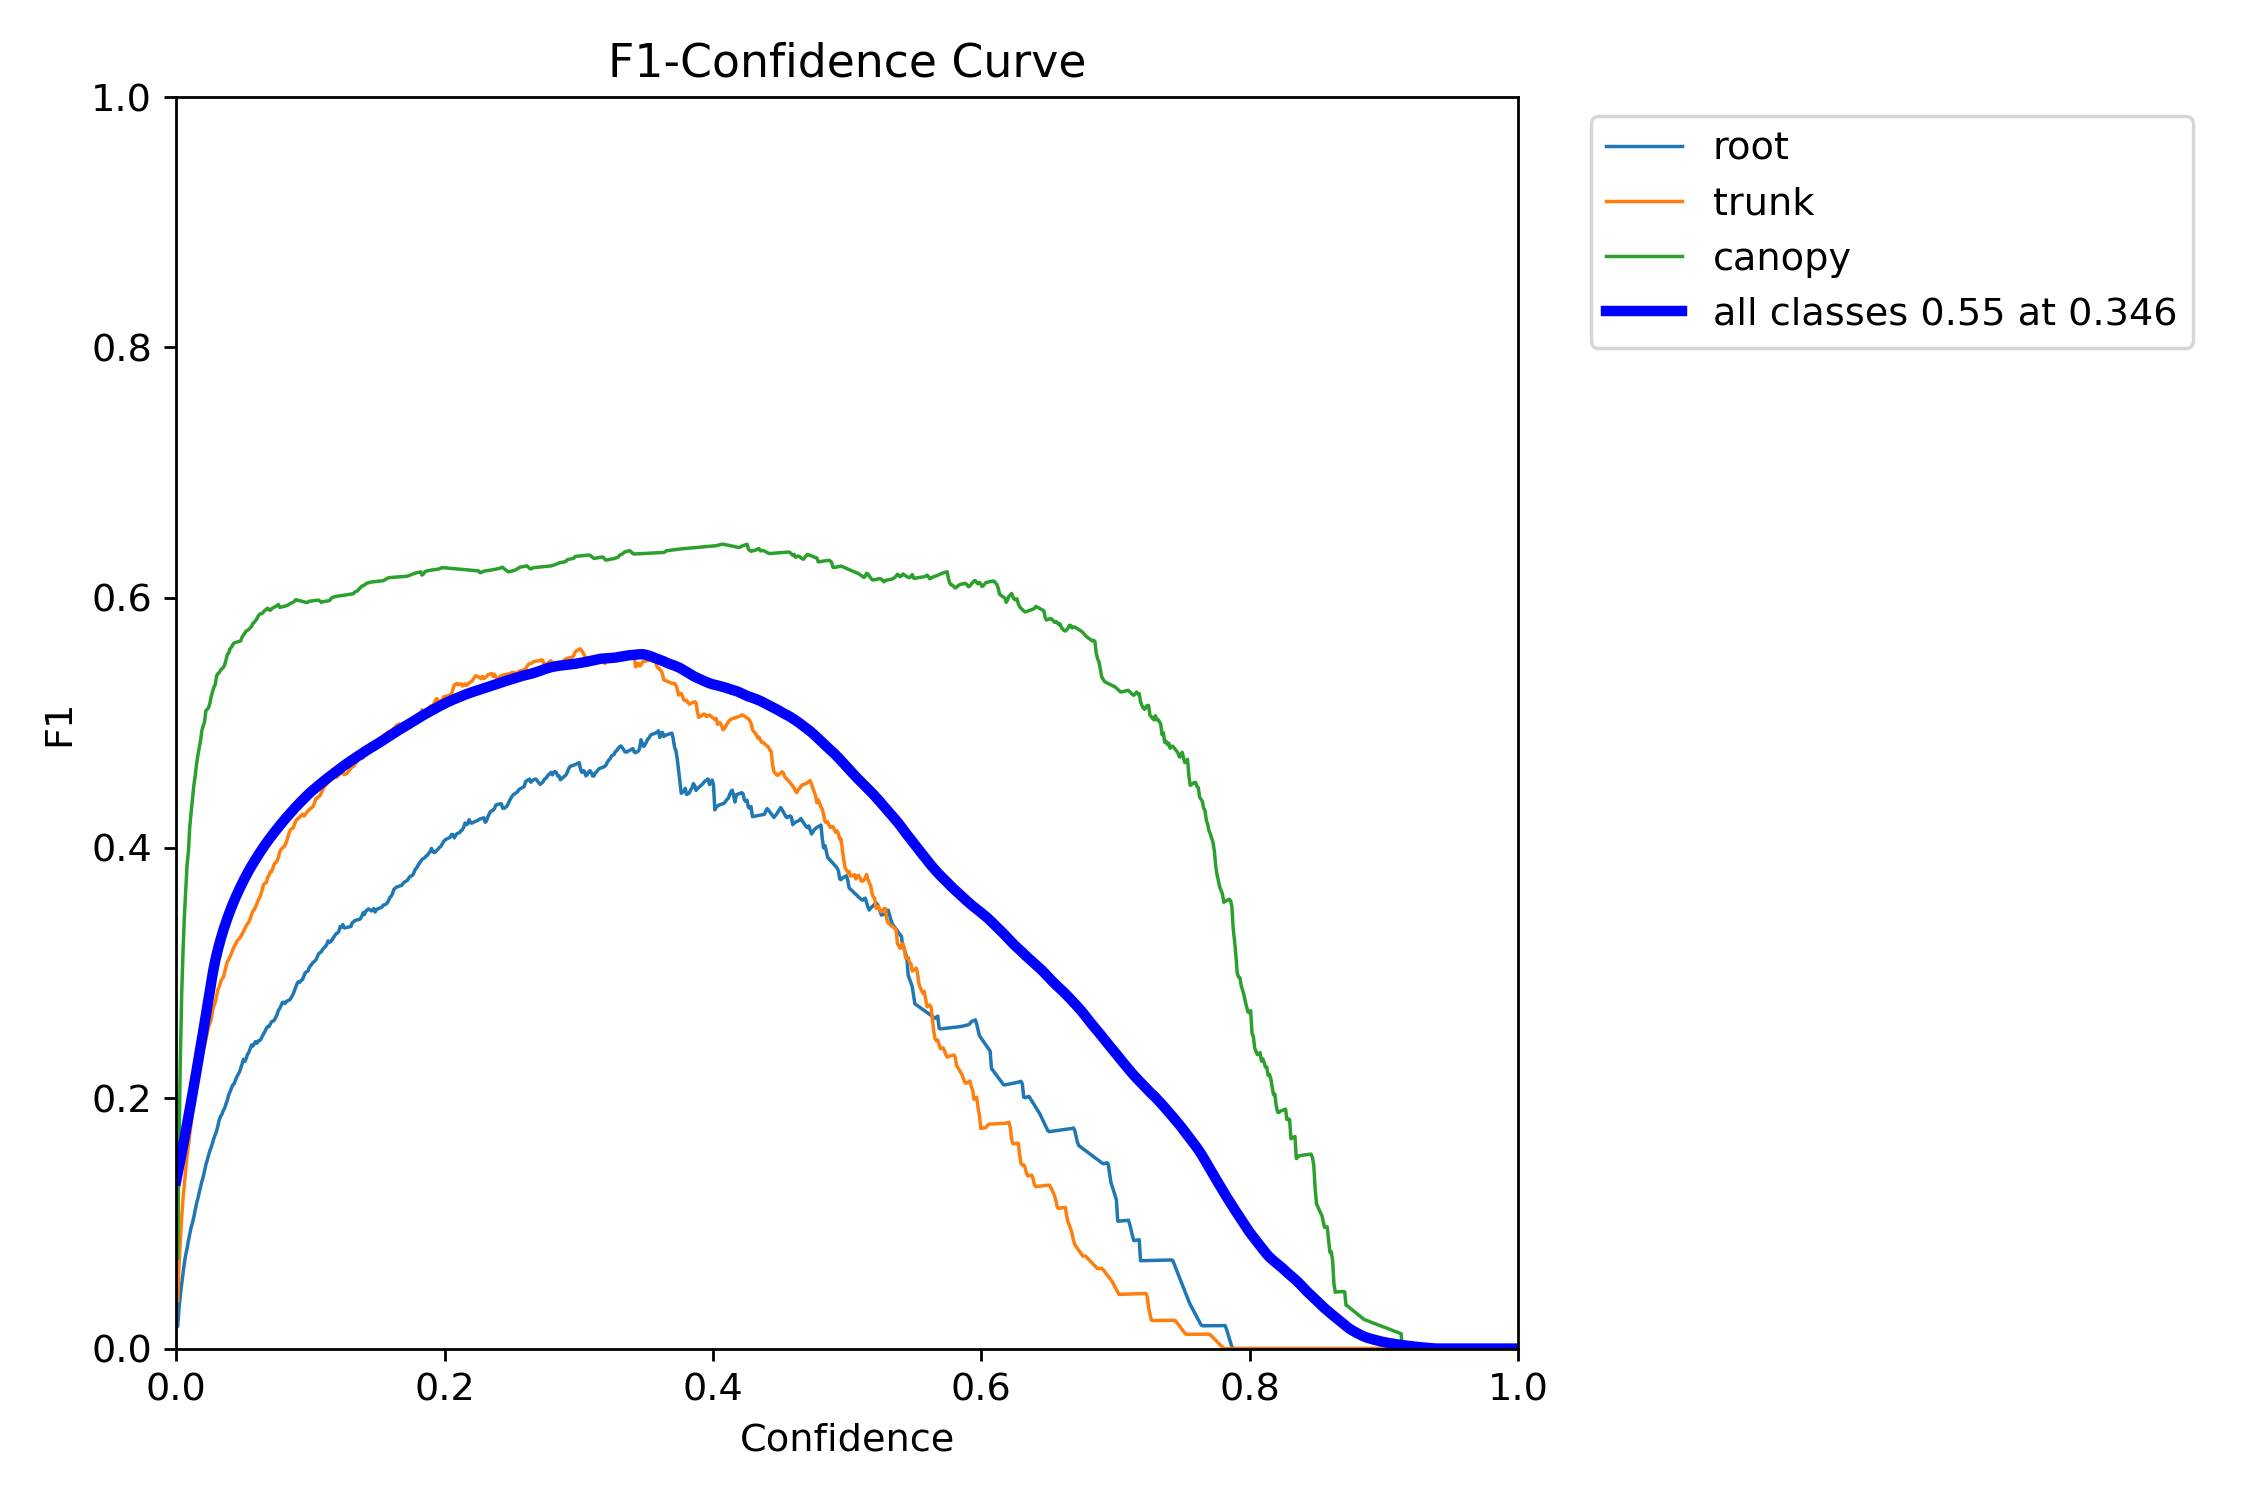 F1-Confidence Curve
1.0
0.8
0.6
0.4
0.2
0.0
F1
0.0 0.2 0.4 0.6 0.8 1.0
Confidence
root
trunk
canopy
all classes 0.55 at 0.346